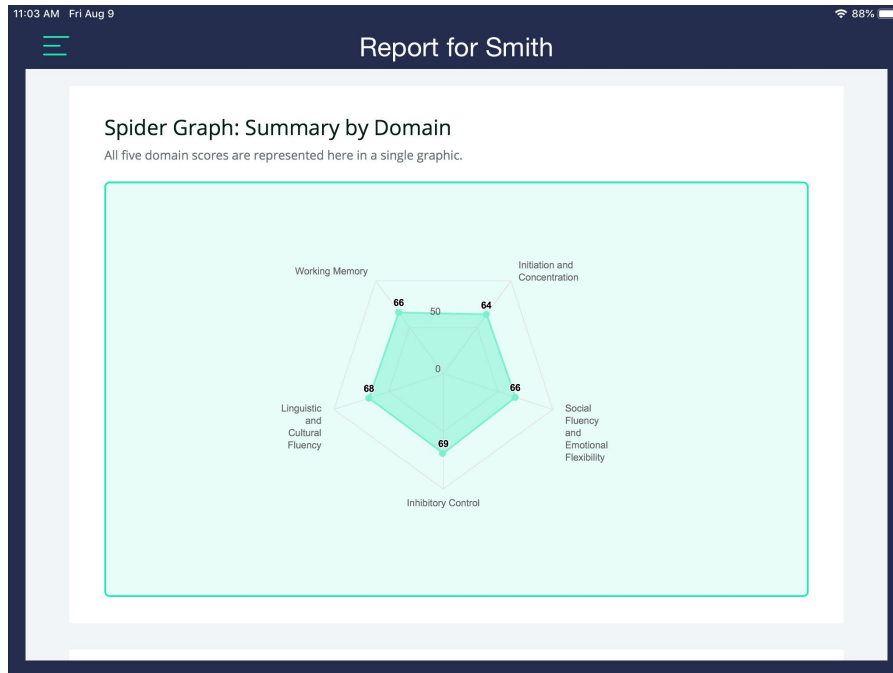 11:03 AM Fri Aug 9
88%
Report for Smith
Spider Graph: Summary by Domain
All five domain scores are represented here in a single graphic.
Working Memory
Initiation and
Concentration
66
50
64
0
68
66
Linguistic
and
Cultural
Fluency
Social
Fluency
and
Emotional
Flexibility
69
Inhibitory Control